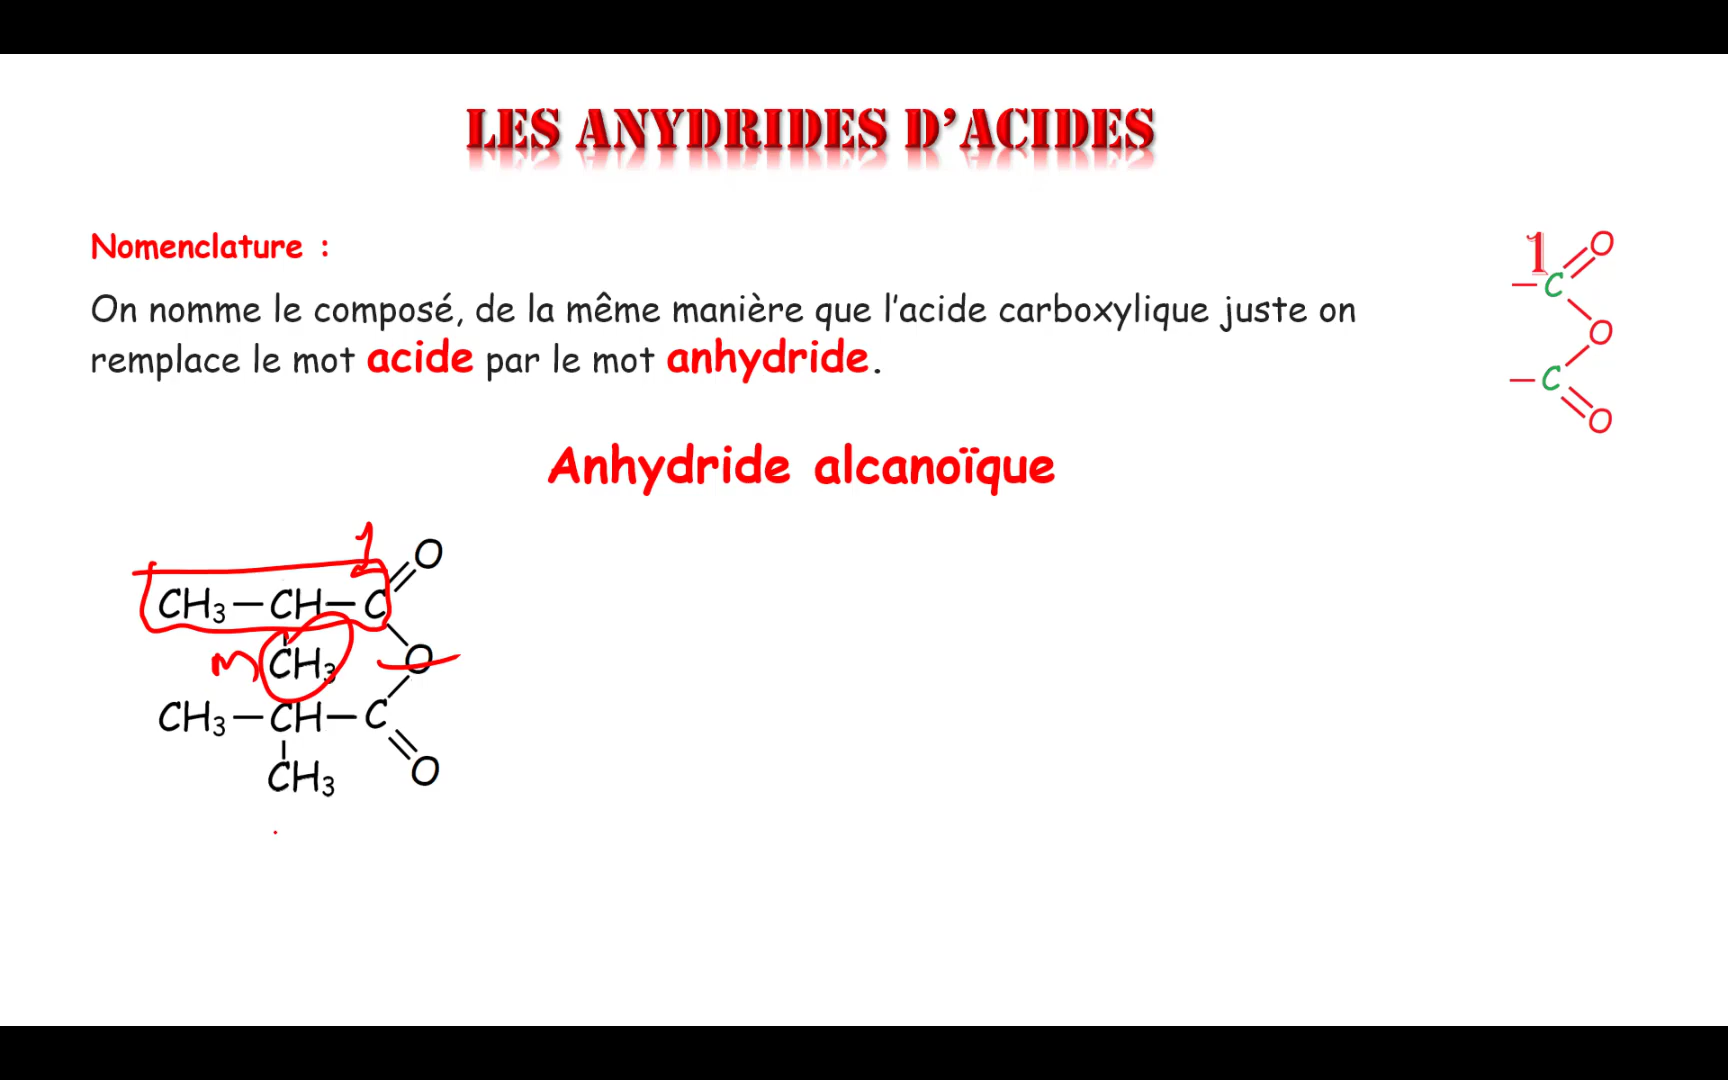 LES ANYDRIDES D'ACIDES
Nomenclature :
On nomme le composé, de la même manière que l'acide carboxylique juste on
remplace le mot acide par le mot anhydride.
1
O
C
O
C
O
Anhydride alcanoïque
1
O
CH₃—CH—C
m CH₃ O
CH₃—CH—C
CH₃ O